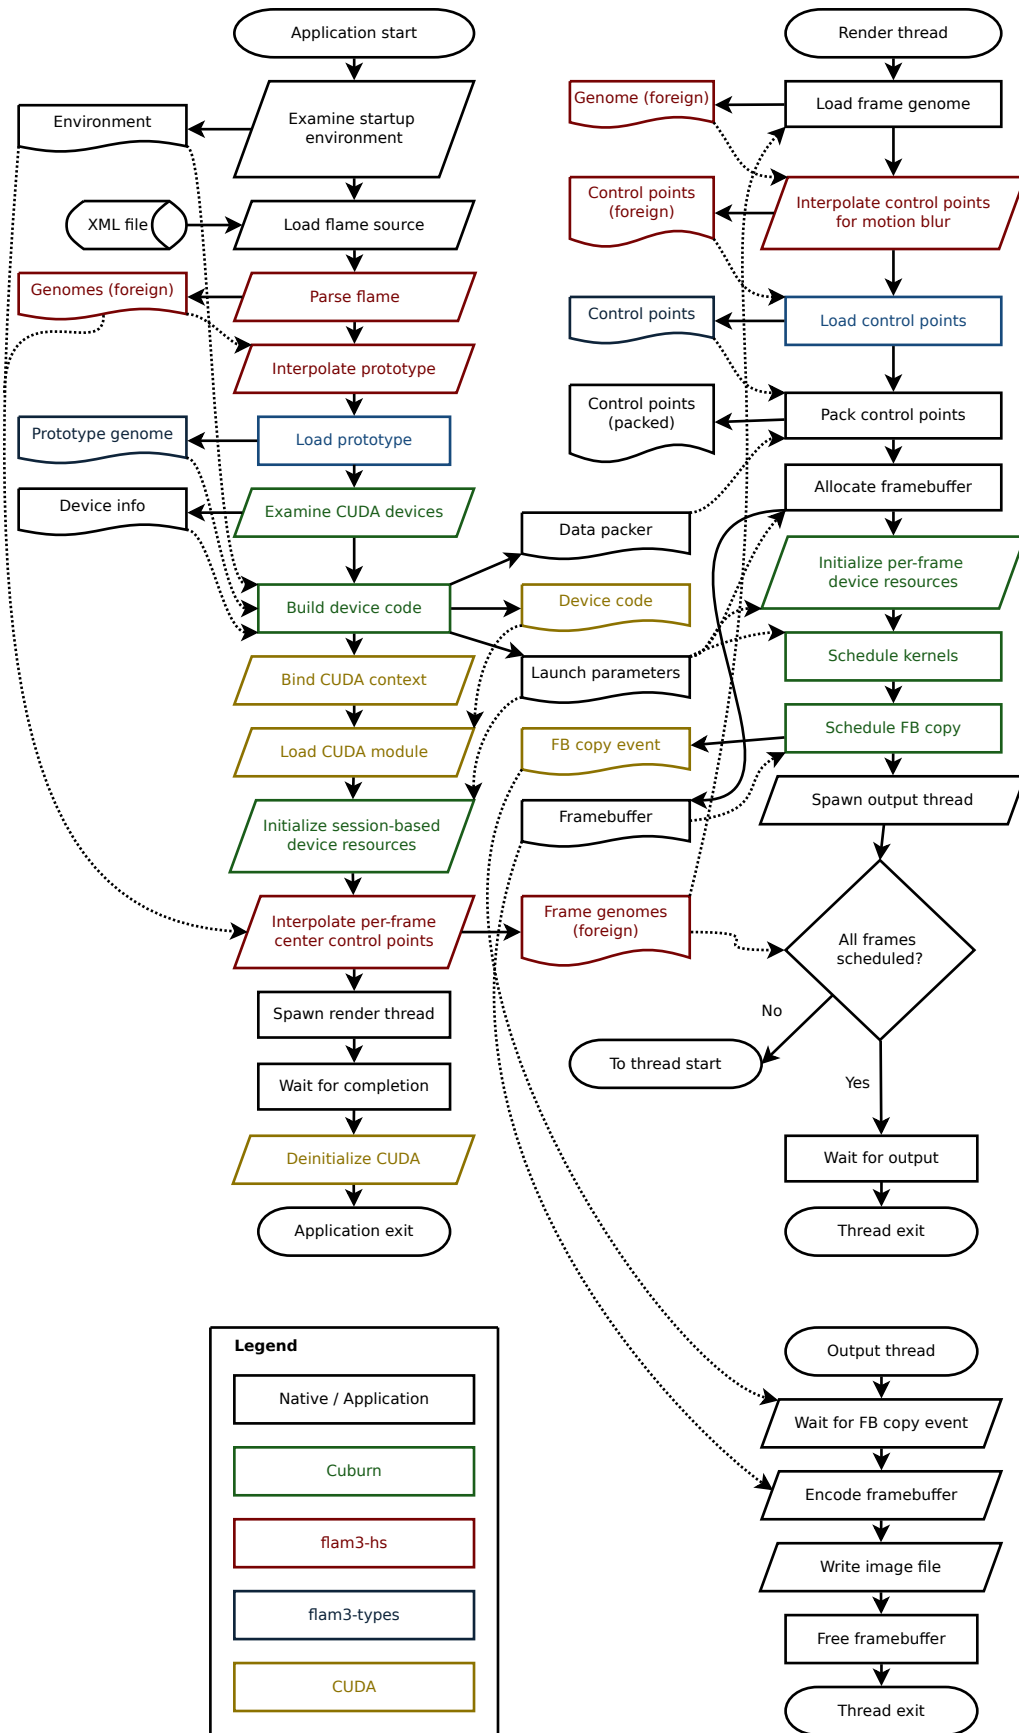 Application start
Examine startup
environment
Environment
XML file
Load flame source
Genomes (foreign)
Parse flame
Interpolate prototype
Prototype genome
Load prototype
Device info
Examine CUDA devices
Build device code
Bind CUDA context
Load CUDA module
Initialize session-based
device resources
Interpolate per-frame
center control points
Spawn render thread
Wait for completion
Deinitialize CUDA
Application exit
Data packer
Device code
Launch parameters
FB copy event
Framebuffer
Frame genomes
(foreign)
Render thread
Genome (foreign)
Load frame genome
Control points
(foreign)
Interpolate control points
for motion blur
Control points
Load control points
Control points
(packed)
Pack control points
Allocate framebuffer
Initialize per-frame
device resources
Schedule kernels
Schedule FB copy
Spawn output thread
All frames
scheduled?
No
To thread start
Yes
Wait for output
Thread exit
Output thread
Wait for FB copy event
Encode framebuffer
Write image file
Free framebuffer
Thread exit
Legend
Native / Application
Cuburn
flam3-hs
flam3-types
CUDA